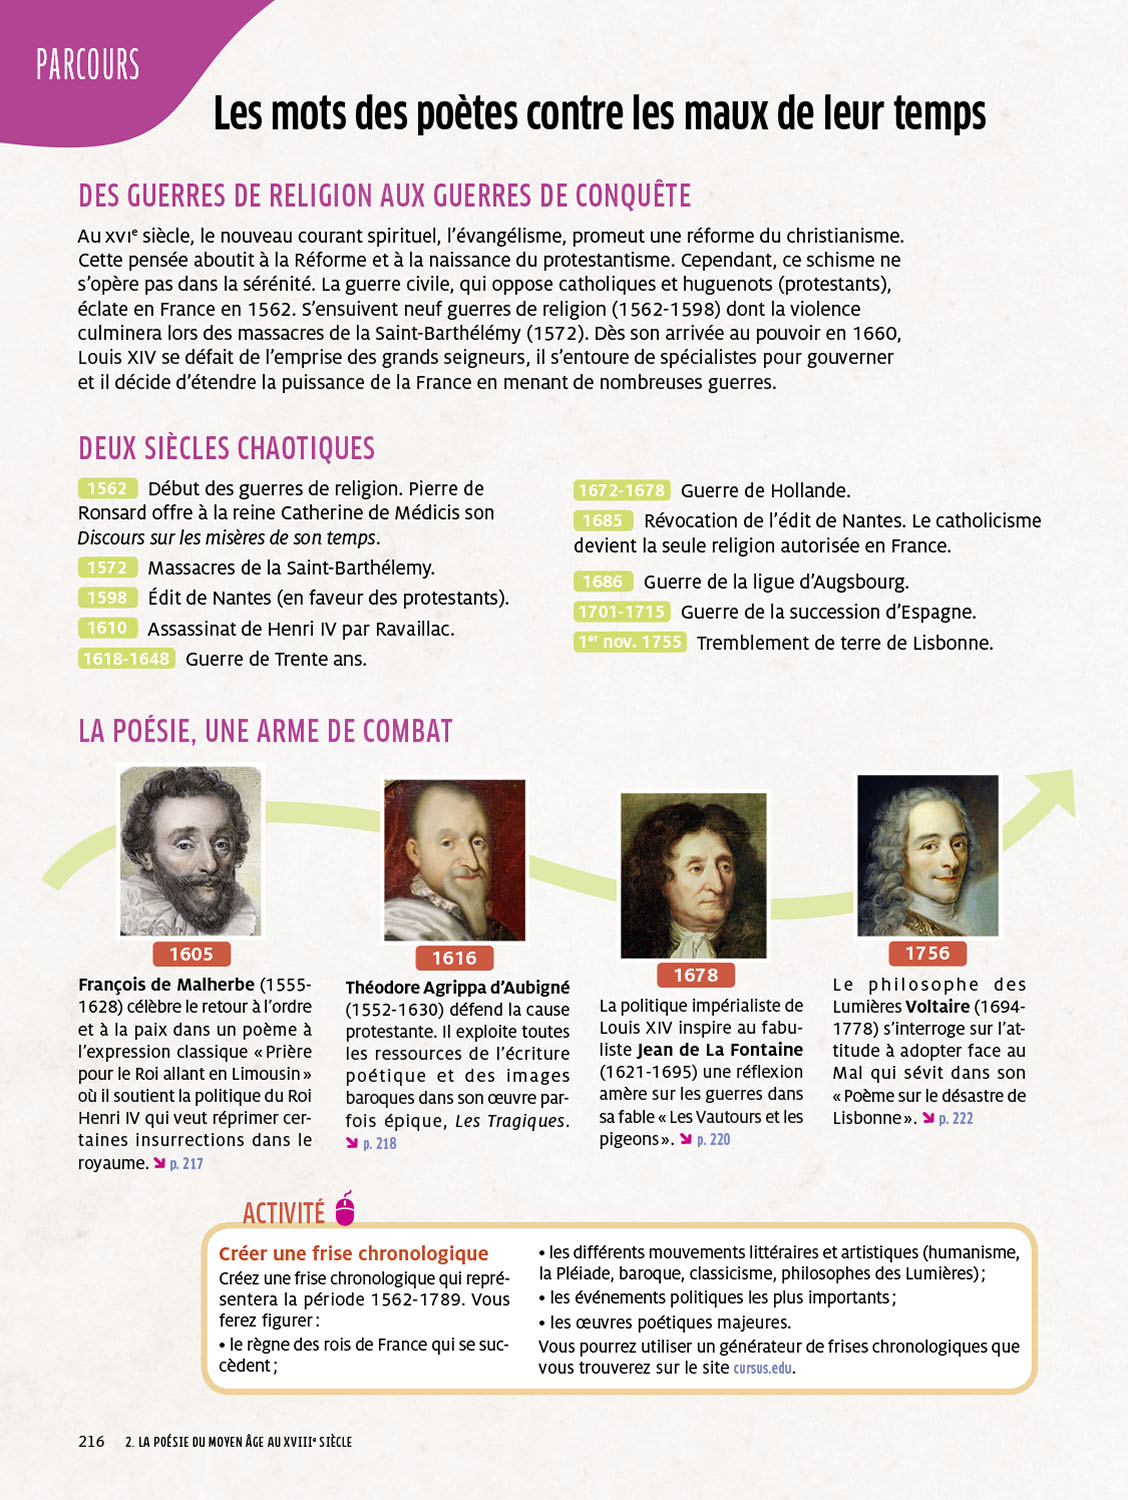 PARCOURS
Les mots des poètes contre les maux de leur temps
DES GUERRES DE RELIGION AUX GUERRES DE CONQUÊTE
Au XVIe siècle, le nouveau courant spirituel, l’évangélisme, promeut une réforme du christianisme.
Cette pensée aboutit à la Réforme et à la naissance du protestantisme. Cependant, ce schisme ne
s’opère pas dans la sérénité. La guerre civile, qui oppose catholiques et huguenots (protestants),
éclate en France en 1562. S’ensuivent neuf guerres de religion (1562-1598) dont la violence
culminera lors des massacres de la Saint-Barthélémy (1572). Dès son arrivée au pouvoir en 1660,
Louis XIV se défait de l’emprise des grands seigneurs, il s’entoure de spécialistes pour gouverner
et il décide d’étendre la puissance de la France en menant de nombreuses guerres.
DEUX SIÈCLES CHAOTIQUES
1562 Début des guerres de religion. Pierre de
Ronsard offre à la reine Catherine de Médicis son
Discours sur les misères de son temps.
1572 Massacres de la Saint-Barthélemy.
1598 Édit de Nantes (en faveur des protestants).
1610 Assassinat de Henri IV par Ravaillac.
1618-1648 Guerre de Trente ans.
1672-1678 Guerre de Hollande.
1685 Révocation de l’édit de Nantes. Le catholicisme
devient la seule religion autorisée en France.
1686 Guerre de la ligue d’Augsbourg.
1701-1715 Guerre de la succession d’Espagne.
1er nov. 1755 Tremblement de terre de Lisbonne.
LA POÉSIE, UNE ARME DE COMBAT
1605
François de Malherbe (1555-
1628) célèbre le retour à l’ordre
et à la paix dans un poème à
l’expression classique « Prière
pour le Roi allant en Limousin »
où il soutient la politique du Roi
Henri IV qui veut réprimer cer-
taines insurrections dans le
royaume. ➘ p. 217
1616
Théodore Agrippa d’Aubigné
(1552-1630) défend la cause
protestante. Il exploite toutes
les ressources de l’écriture
poétique et des images
baroques dans son œuvre par-
fois épique, Les Tragiques.
➘ p. 218
1678
La politique impérialiste de
Louis XIV inspire au fabu-
liste Jean de La Fontaine
(1621-1695) une réflexion
amère sur les guerres dans
sa fable « Les Vautours et les
pigeons ». ➘ p. 220
1756
Le philosophe des
Lumières Voltaire (1694-
1778) s’interroge sur l’at-
titude à adopter face au
Mal qui sévit dans son
« Poème sur le désastre de
Lisbonne ». ➘ p. 222
ACTIVITÉ
Créer une frise chronologique
Créez une frise chronologique qui repré-
sentera la période 1562-1789. Vous
ferez figurer :
• le règne des rois de France qui se suc-
cèdent ;
• les différents mouvements littéraires et artistiques (humanisme,
la Pléiade, baroque, classicisme, philosophes des Lumières) ;
• les événements politiques les plus importants ;
• les œuvres poétiques majeures.
Vous pourrez utiliser un générateur de frises chronologiques que
vous trouverez sur le site cursus.edu.
216 2. LA POÉSIE DU MOYEN ÂGE AU XVIIIe SIÈCLE